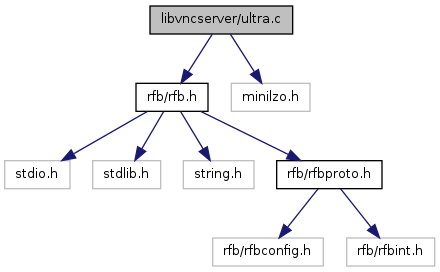 libvncserver/ultra.c
rfb/rfb.h
minilzo.h
stdio.h
stdlib.h
string.h
rfb/rfbproto.h
rfb/rfbconfig.h
rfb/rfbint.h